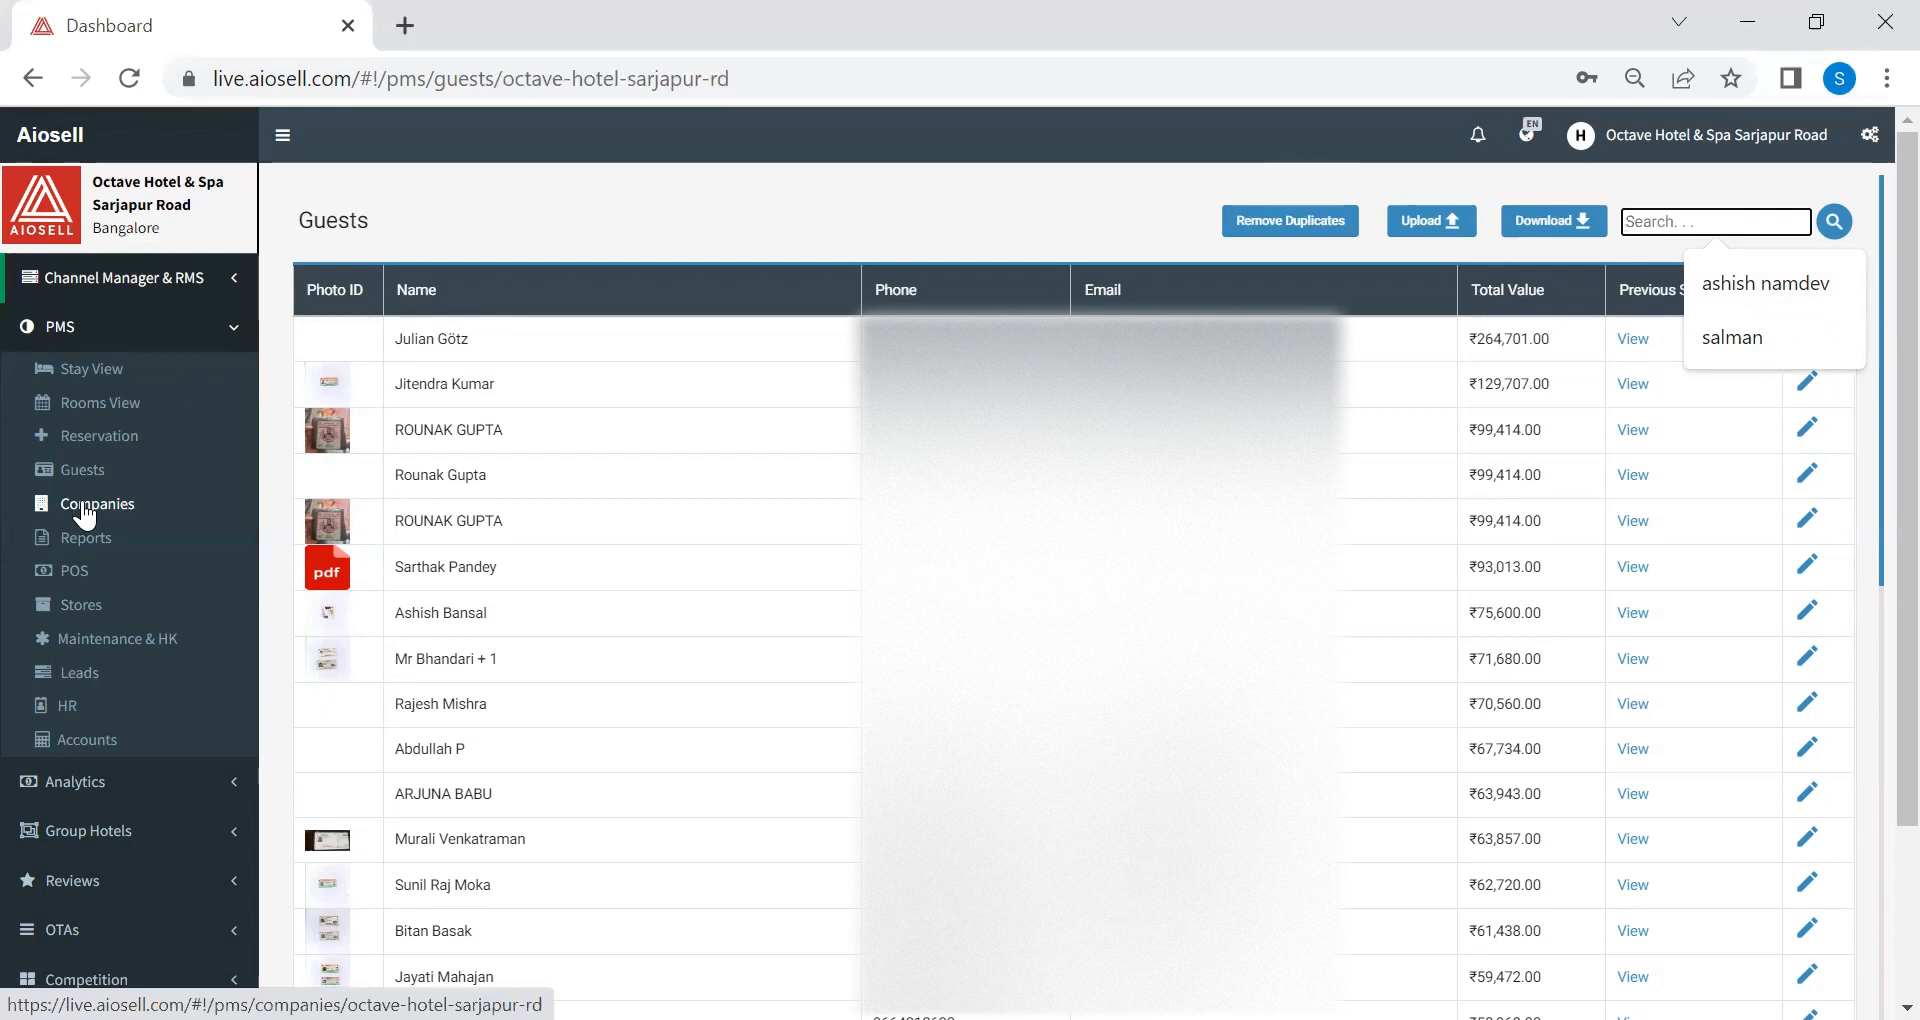 Dashboard
live.aiosell.com/#!/pms/guests/octave-hotel-sarjapur-rd
S
Aiosell
EN
H Octave Hotel & Spa Sarjapur Road
AIOSELL
Octave Hotel & Spa
Sarjapur Road
Bangalore
Channel Manager & RMS
PMS
Stay View
Rooms View
Reservation
Guests
Companies
Reports
POS
Stores
Maintenance & HK
Leads
HR
Accounts
Analytics
Group Hotels
Reviews
OTAs
Competition
https://live.aiosell.com/#!/pms/companies/octave-hotel-sarjapur-rd
Guests
Remove Duplicates
Upload
Download
Search. . .
ashish namdev
salman
Photo ID Name Phone Email Total Value Previous S
Julian Götz ₹264,701.00 View
Jitendra Kumar ₹129,707.00 View
ROUNAK GUPTA ₹99,414.00 View
Rounak Gupta ₹99,414.00 View
ROUNAK GUPTA ₹99,414.00 View
pdf Sarthak Pandey ₹93,013.00 View
Ashish Bansal ₹75,600.00 View
Mr Bhandari + 1 ₹71,680.00 View
Rajesh Mishra ₹70,560.00 View
Abdullah P ₹67,734.00 View
ARJUNA BABU ₹63,943.00 View
Murali Venkatraman ₹63,857.00 View
Sunil Raj Moka ₹62,720.00 View
Bitan Basak ₹61,438.00 View
Jayati Mahajan ₹59,472.00 View